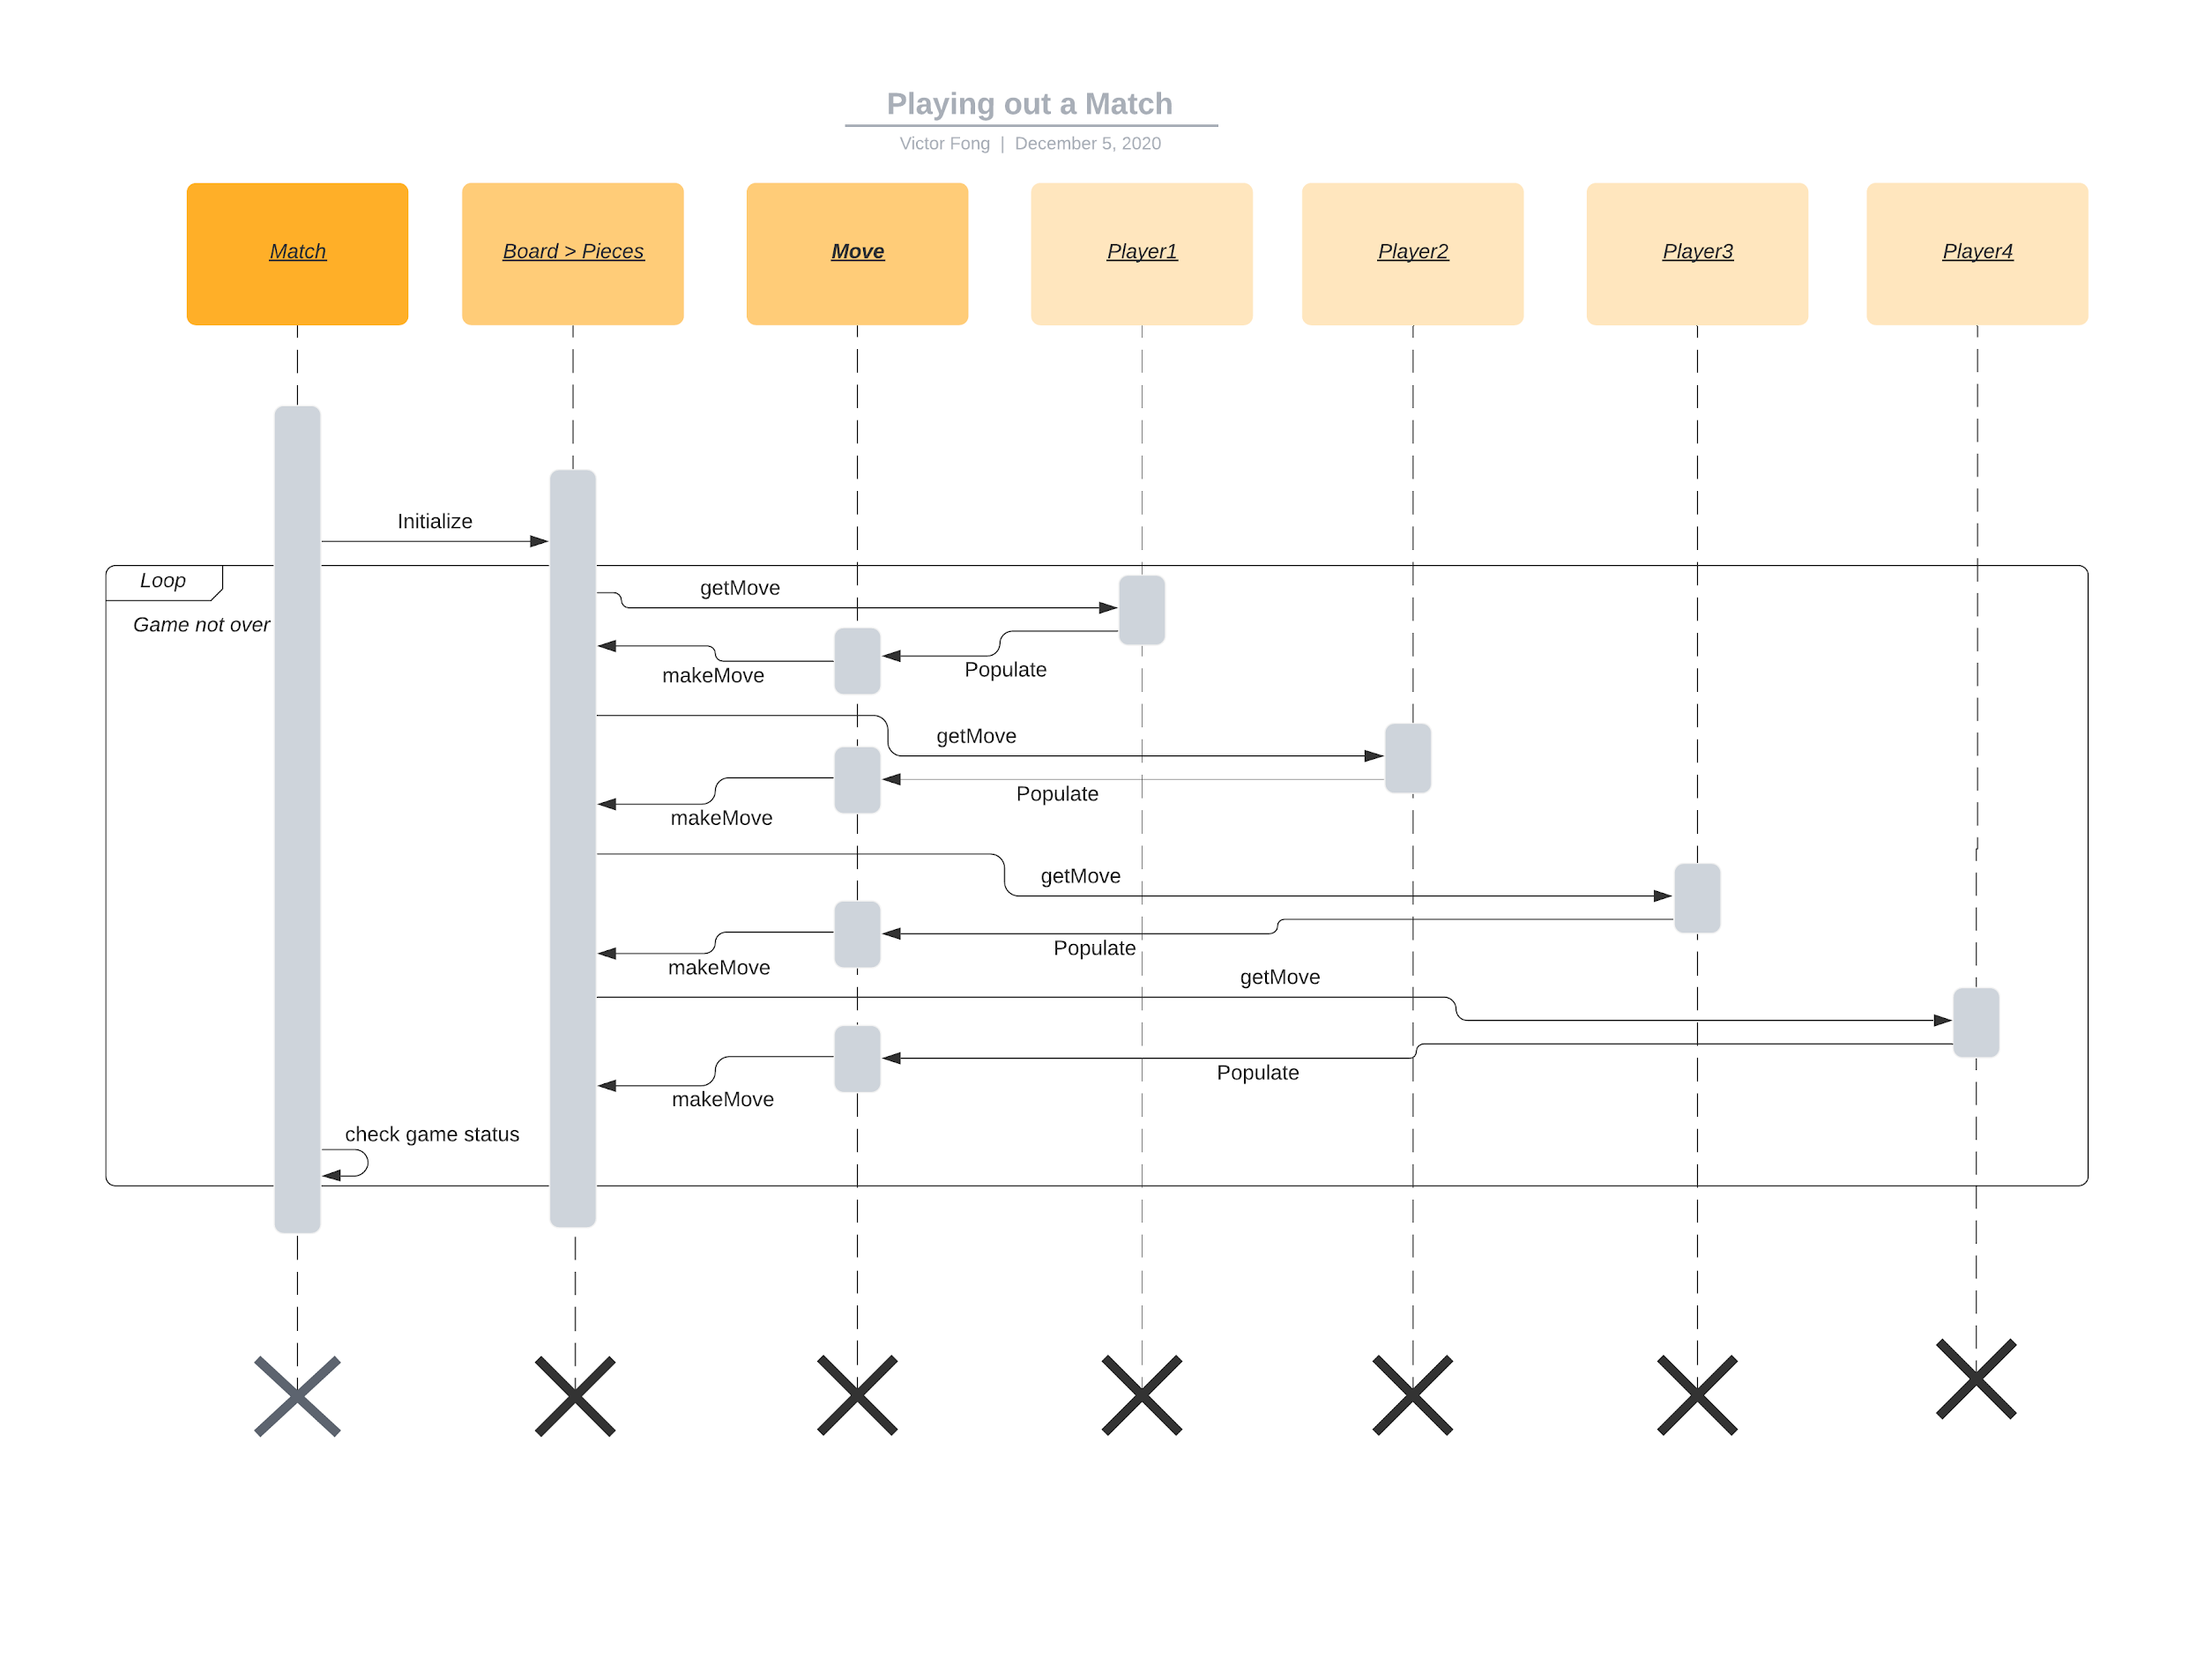 Playing out a Match
Victor Fong | December 5, 2020
Match
Board > Pieces
Move
Player1
Player2
Player3
Player4
Initialize
Loop
Game not over
getMove
Populate
makeMove
getMove
Populate
makeMove
getMove
Populate
makeMove
getMove
Populate
makeMove
check game status